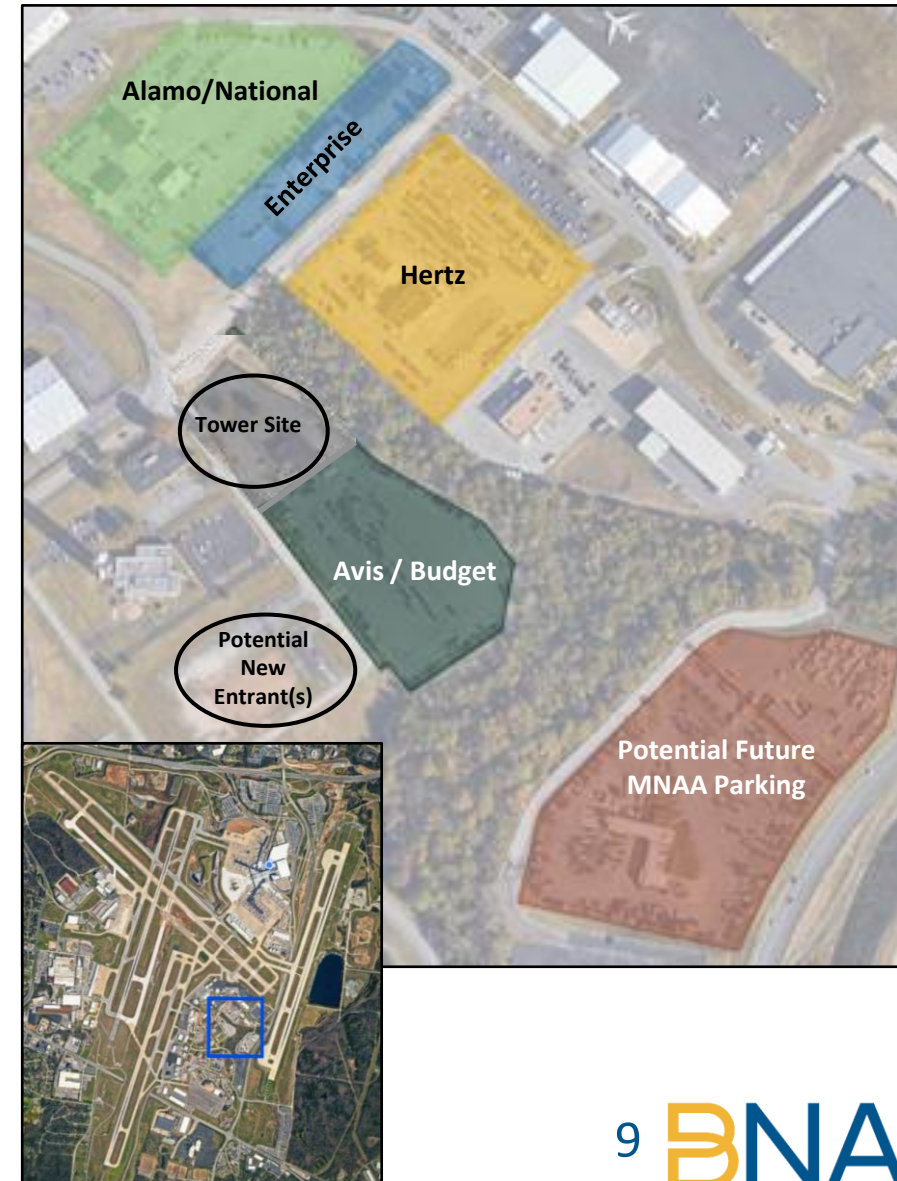 Alamo/National
Enterprise
Hertz
Tower Site
Avis / Budget
Potential
New
Entrant(s)
Potential Future
MNAA Parking
9
BNA